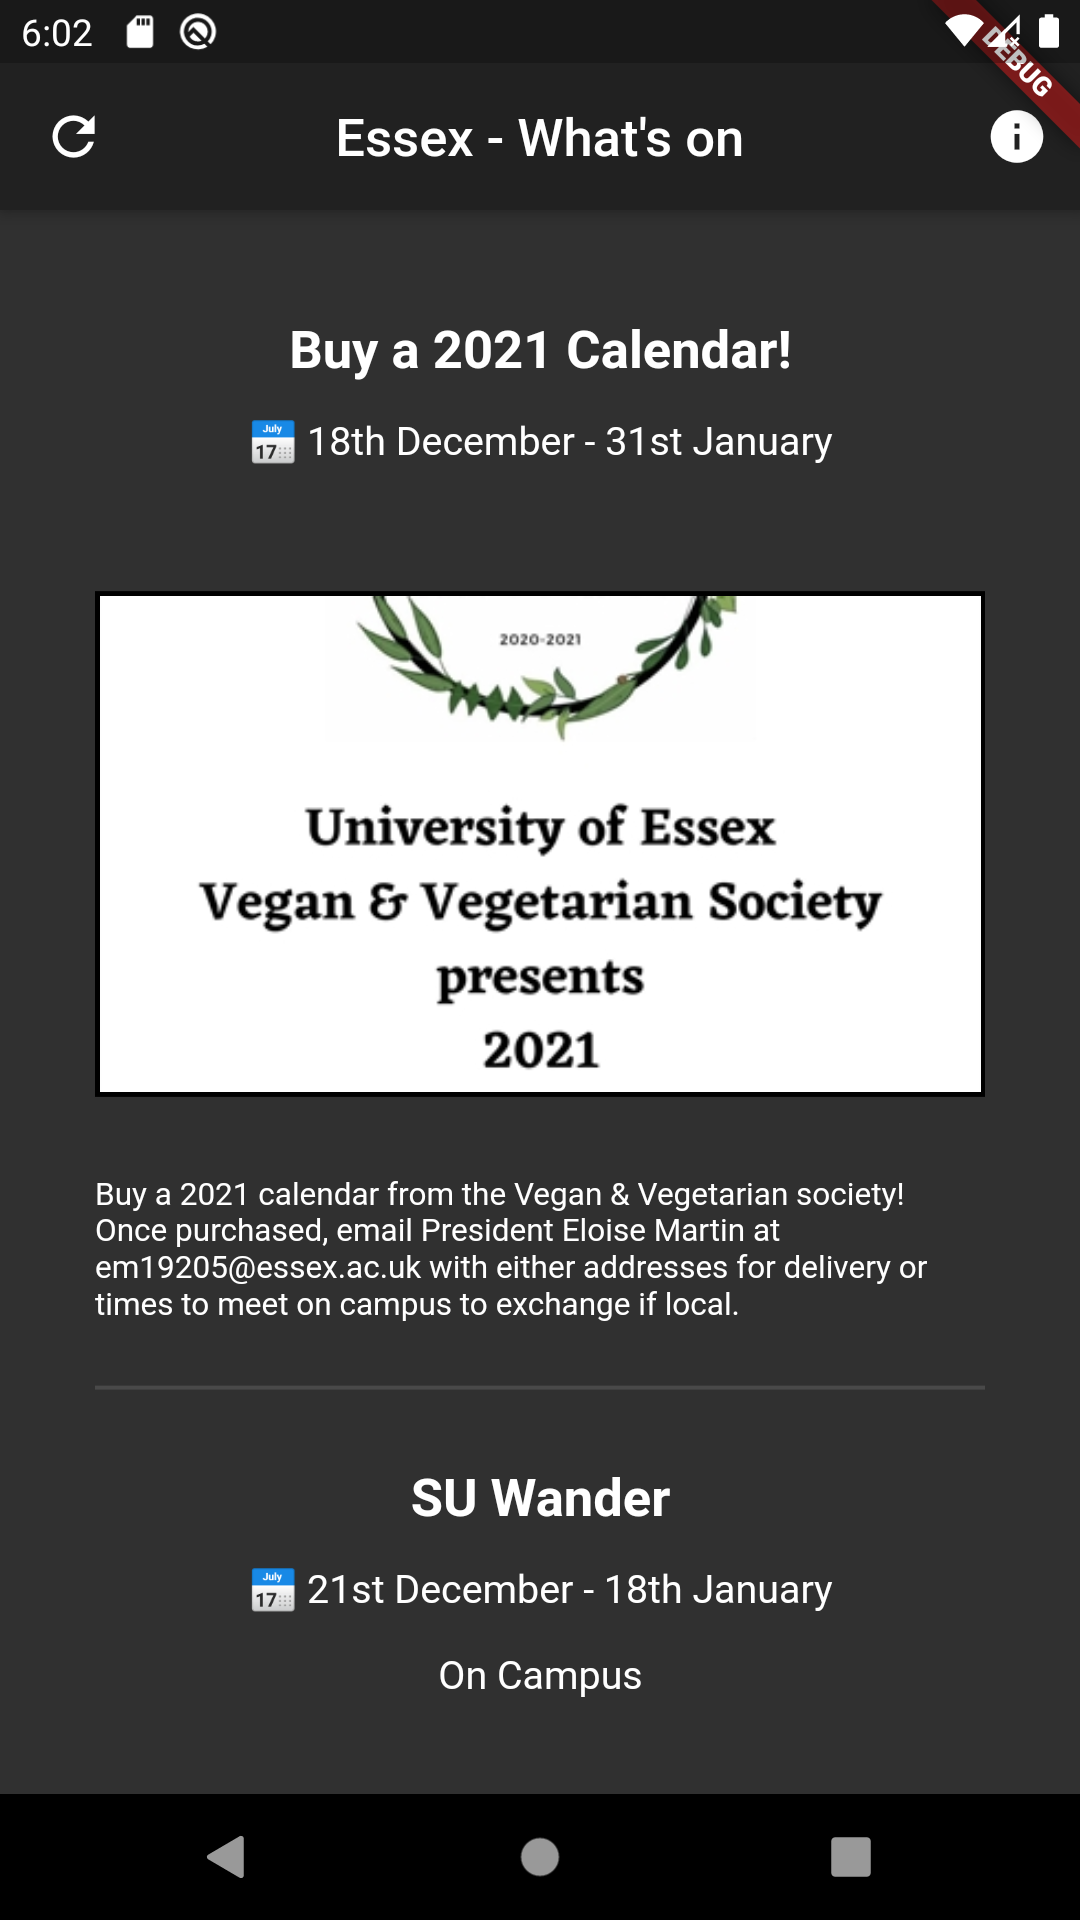 6:02
DEBUG
Essex - What's on
Buy a 2021 Calendar!
July
17
18th December - 31st January
2020-2021
University of Essex
Vegan & Vegetarian Society
presents
2021
Buy a 2021 calendar from the Vegan & Vegetarian society!
Once purchased, email President Eloise Martin at
em19205@essex.ac.uk with either addresses for delivery or
times to meet on campus to exchange if local.
SU Wander
July
17
21st December - 18th January
On Campus